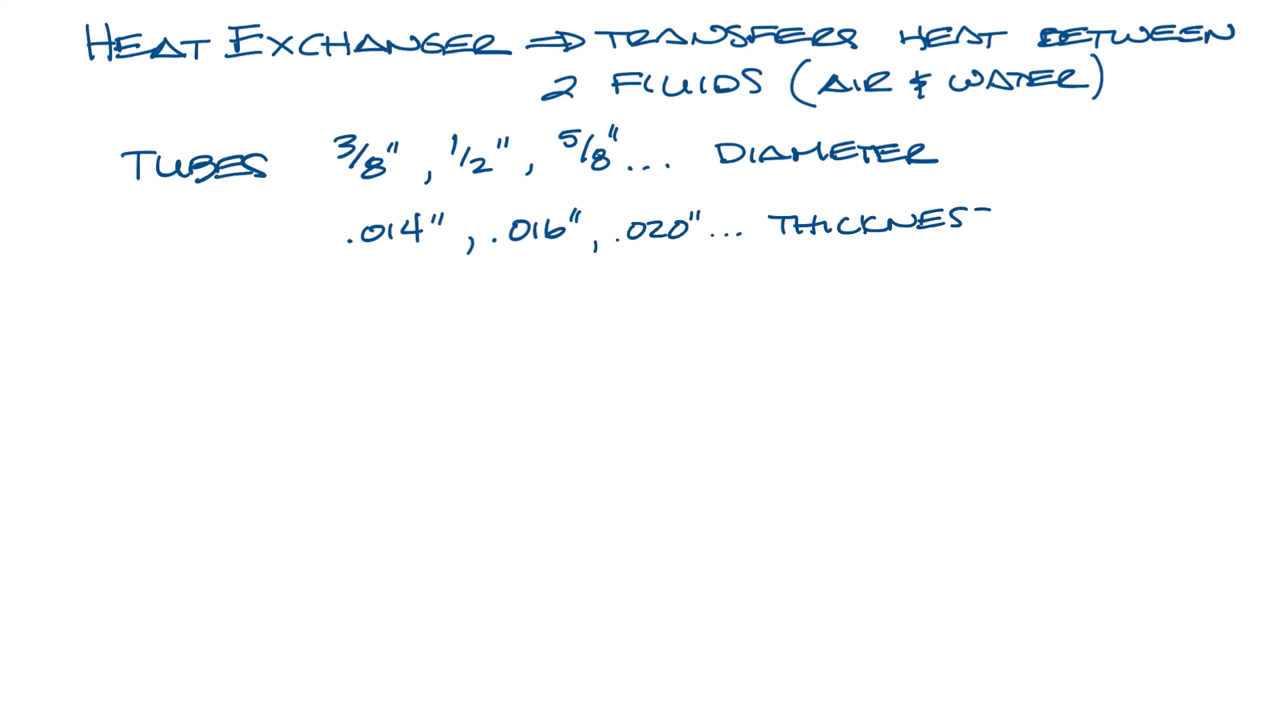 HEAT EXCHANGER ⇒ TRANSFERS HEAT BETWEEN
2 FLUIDS (AIR & WATER)
TUBES 3/8", 1/2", 5/8"... DIAMETER
.014", .016", .020"... THICKNES